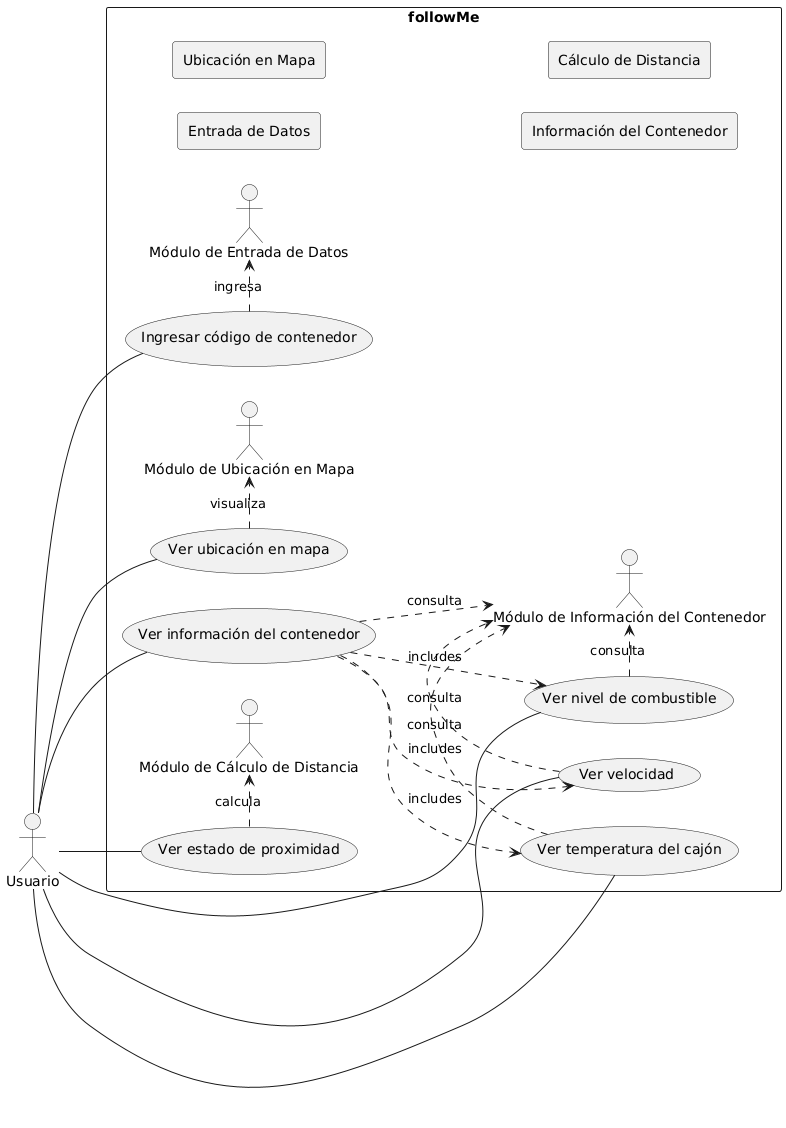 followMe
Ubicación en Mapa
Cálculo de Distancia
Entrada de Datos
Información del Contenedor
Módulo de Entrada de Datos
ingresa
Ingresar código de contenedor
Módulo de Ubicación en Mapa
visualiza
Ver ubicación en mapa
consulta
Módulo de Información del Contenedor
Ver información del contenedor
consulta
includes
consulta
Ver nivel de combustible
consulta
includes
Módulo de Cálculo de Distancia
Ver velocidad
calcula
includes
Ver estado de proximidad
Ver temperatura del cajón
Usuario